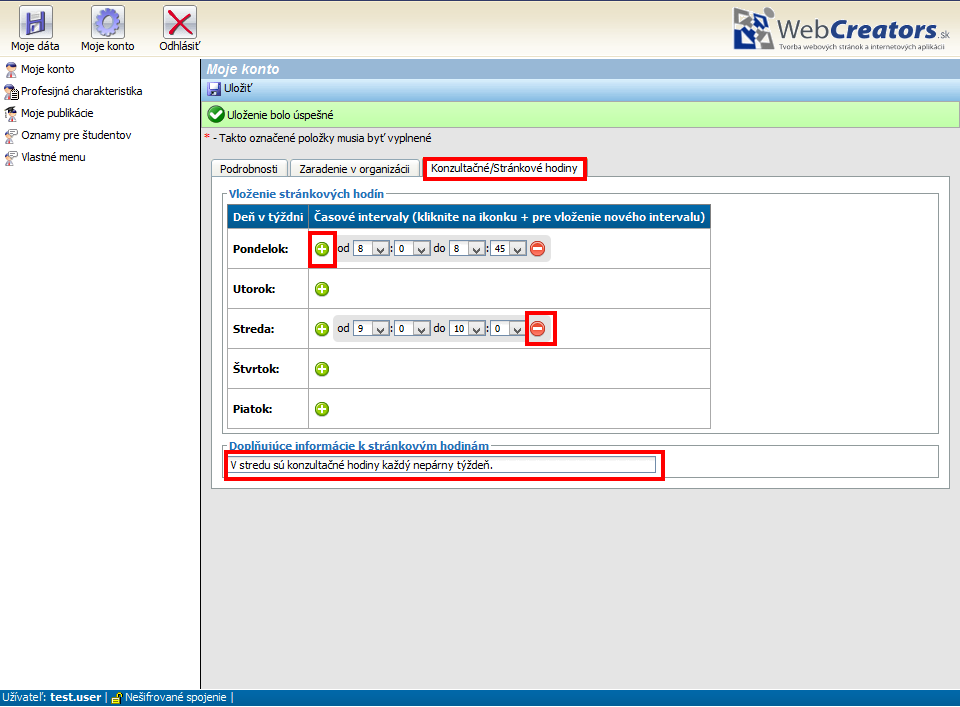 Moje dáta Moje konto Odhlásiť
WebCreators.sk
Tvorba webových stránok a internetových aplikácií
Moje konto
Profesijná charakteristika
Moje publikácie
Oznamy pre študentov
Vlastné menu
Moje konto
Uložiť
Uloženie bolo úspešné
* - Takto označené položky musia byť vyplnené
Podrobnosti Zaradenie v organizácii Konzultačné/Stránkové hodiny
Vloženie stránkových hodín
Deň v týždni Časové intervaly (kliknite na ikonku + pre vloženie nového intervalu)
Pondelok: od 8 : 0 do 8 : 45
Utorok:
Streda: od 9 : 0 do 10 : 0
Štvrtok:
Piatok:
Doplňujúce informácie k stránkovým hodinám
V stredu sú konzultačné hodiny každý nepárny týždeň.
Užívateľ: test.user | Nešifrované spojenie |